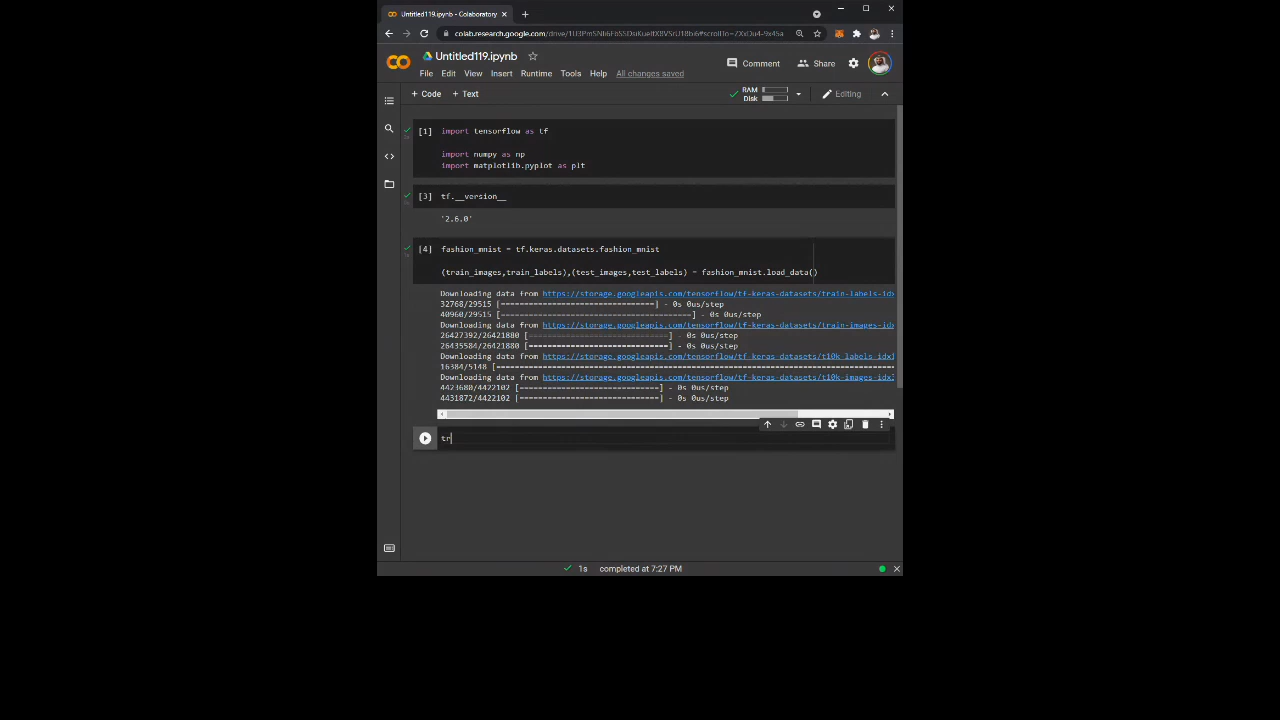 Untitled119.ipynb - Colaboratory
Untitled119.ipynb
File Edit View Insert Runtime Tools Help All changes saved
Comment Share
+ Code + Text
RAM
Disk
Editing
[1] import tensorflow as tf
import numpy as np
import matplotlib.pyplot as plt
[3] tf.__version__
'2.6.0'
[4] fashion_mnist = tf.keras.datasets.fashion_mnist
(train_images,train_labels),(test_images,test_labels) = fashion_mnist.load_data()
Downloading data from https://storage.googleapis.com/tensorflow/tf-keras-datasets/train-labels-idx
32768/29515 [================================] - 0s 0us/step
40960/29515 [========================================] - 0s 0us/step
Downloading data from https://storage.googleapis.com/tensorflow/tf-keras-datasets/train-images-idx
26427392/26421880 [==============================] - 0s 0us/step
26435584/26421880 [==============================] - 0s 0us/step
Downloading data from https://storage.googleapis.com/tensorflow/tf-keras-datasets/t10k-labels-idx1
16384/5148 [================================================================================
Downloading data from https://storage.googleapis.com/tensorflow/tf-keras-datasets/t10k-images-idx3
4423680/4422102 [==============================] - 0s 0us/step
4431872/4422102 [==============================] - 0s 0us/step
tr
1s completed at 7:27 PM